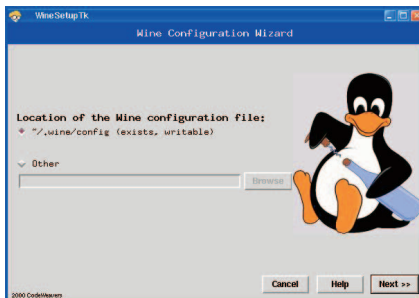 WineSetupTk
Wine Configuration Wizard
Location of the Wine configuration file:
~/.wine/config (exists, writable)
Other
Browse
Cancel
Help
Next >>
2000 CodeWeavers